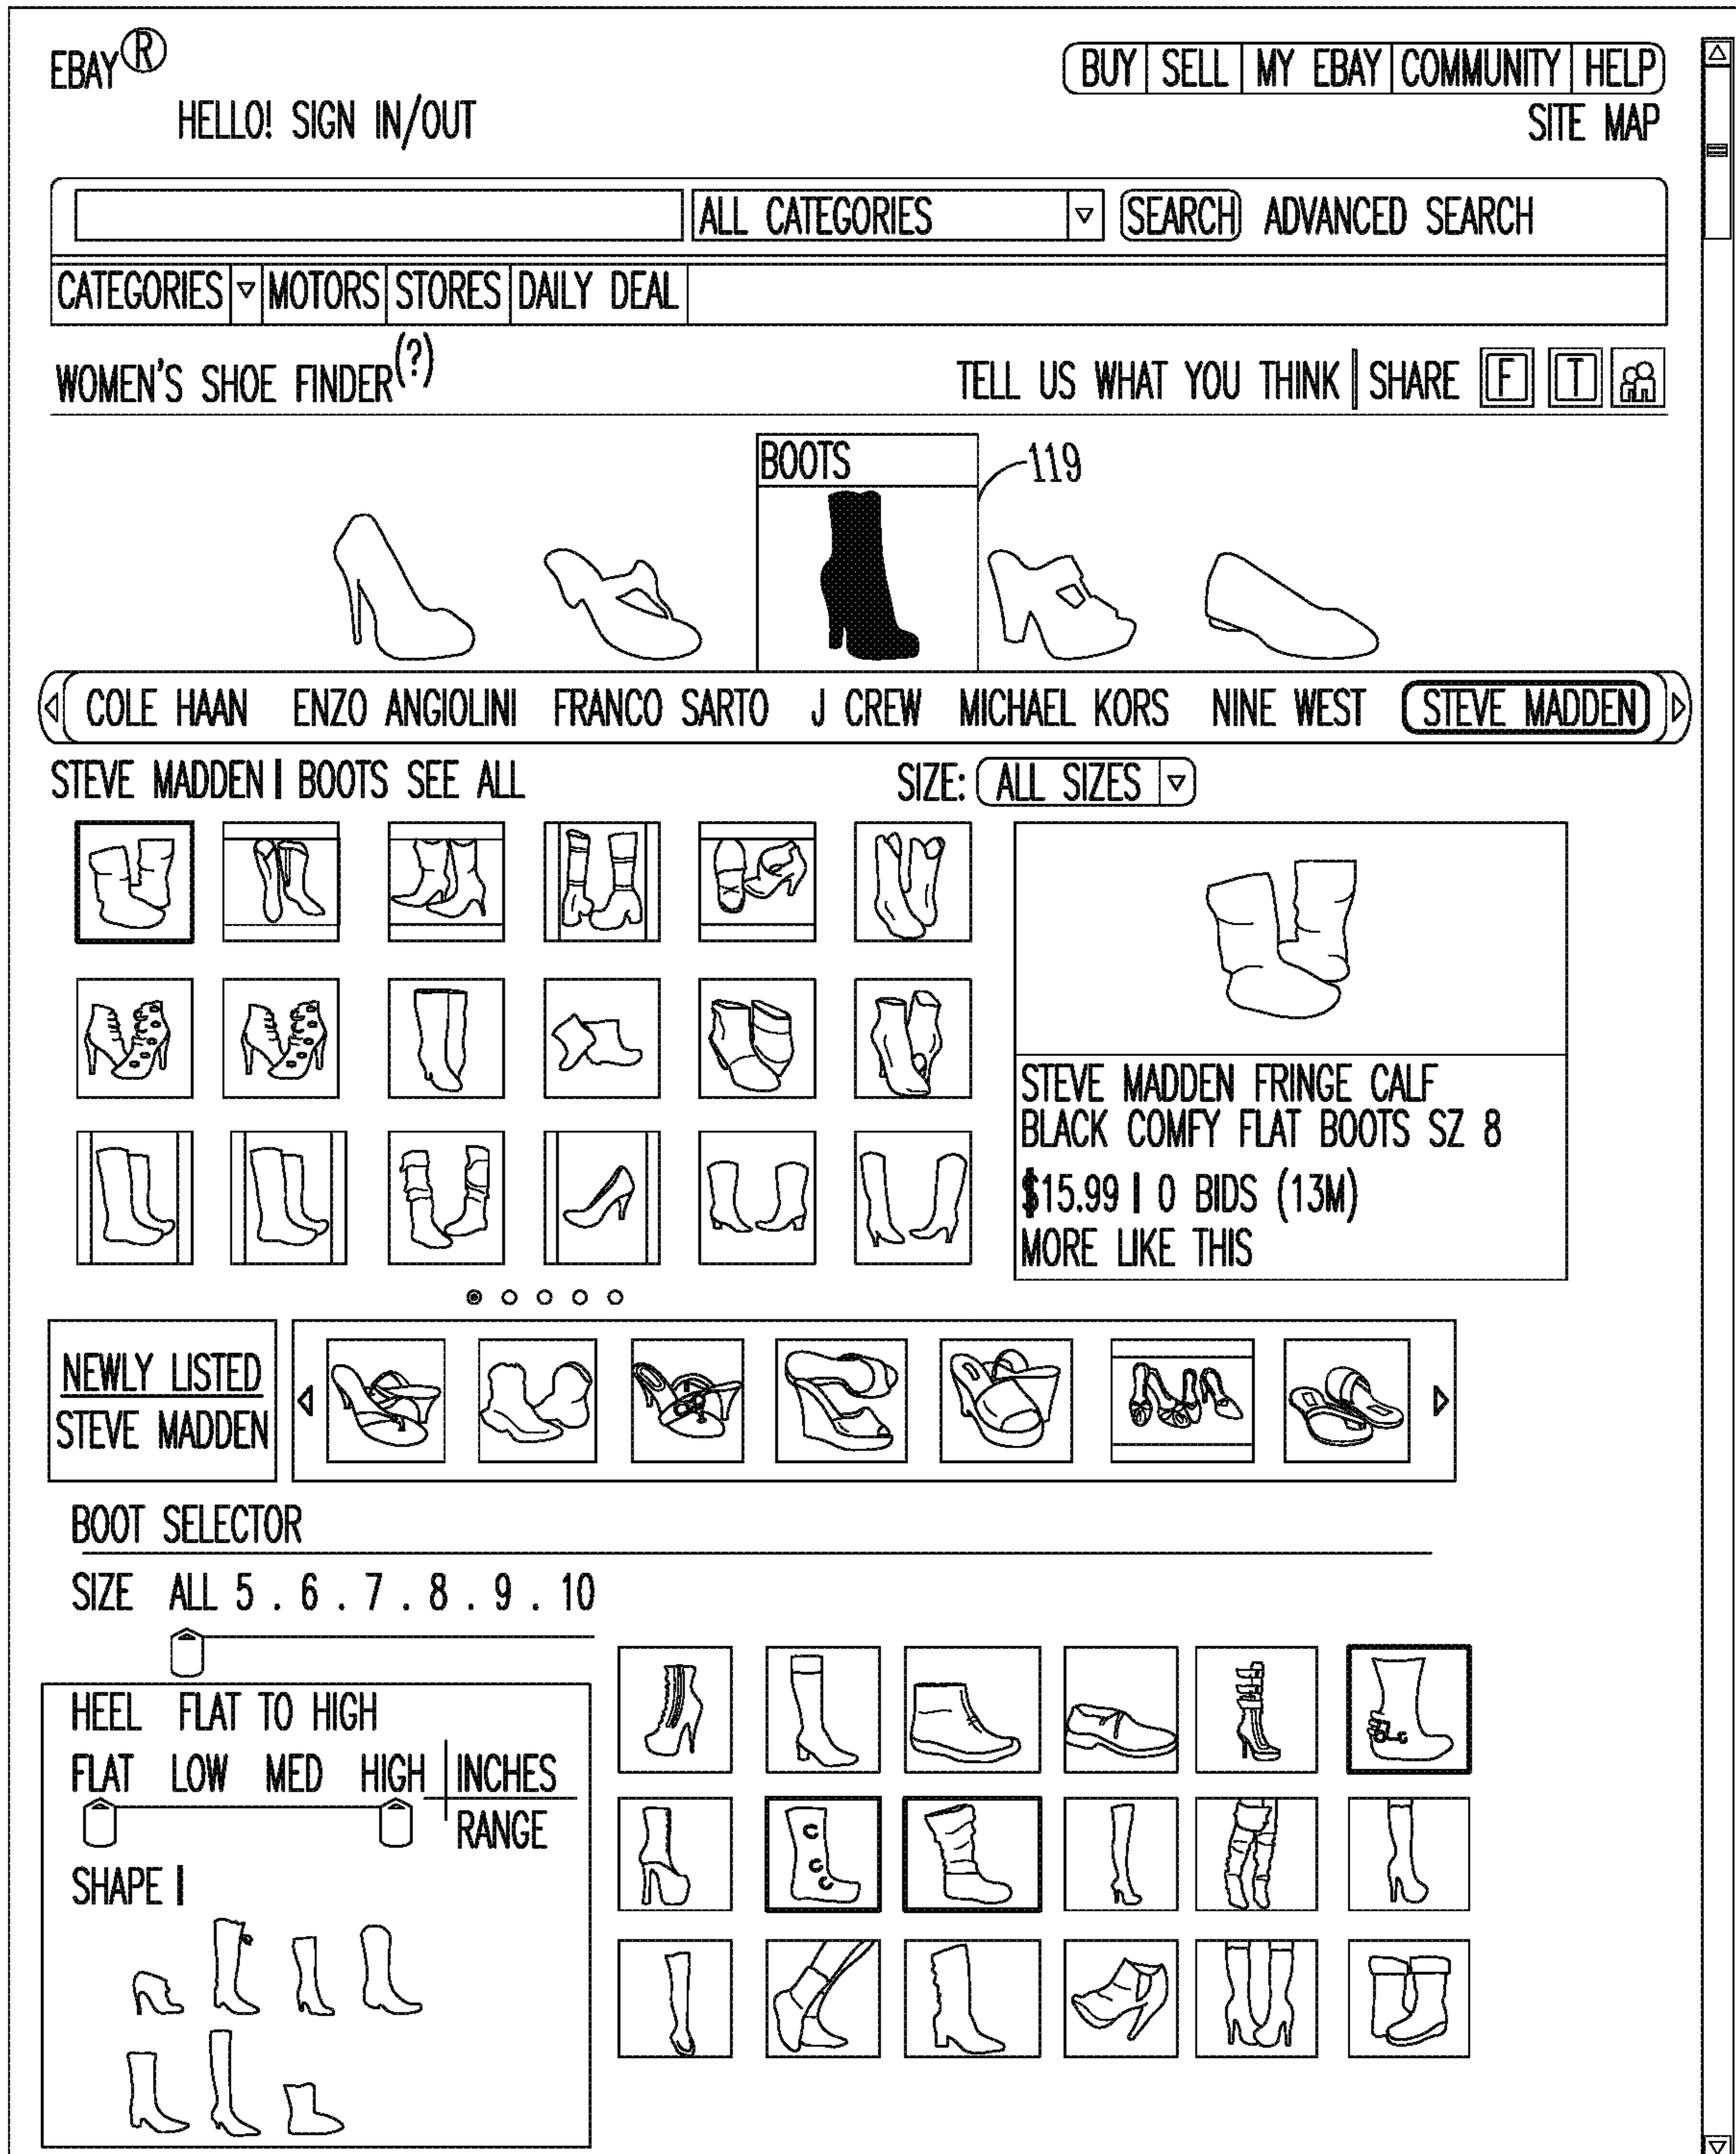 EBAY®
BUY SELL MY EBAY COMMUNITY HELP
HELLO! SIGN IN/OUT
SITE MAP
ALL CATEGORIES SEARCH ADVANCED SEARCH
CATEGORIES MOTORS STORES DAILY DEAL
WOMEN'S SHOE FINDER(?)
TELL US WHAT YOU THINK | SHARE F T
BOOTS
119
COLE HAAN ENZO ANGIOLINI FRANCO SARTO J CREW MICHAEL KORS NINE WEST STEVE MADDEN
STEVE MADDEN | BOOTS SEE ALL
SIZE: ALL SIZES
STEVE MADDEN FRINGE CALF
BLACK COMFY FLAT BOOTS SZ 8
$15.99 | 0 BIDS (13M)
MORE LIKE THIS
NEWLY LISTED
STEVE MADDEN
BOOT SELECTOR
SIZE ALL 5 . 6 . 7 . 8 . 9 . 10
HEEL FLAT TO HIGH
FLAT LOW MED HIGH | INCHES
RANGE
SHAPE |